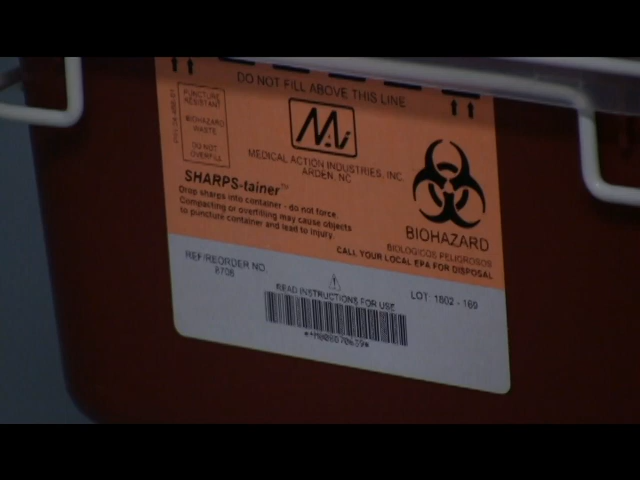 DO NOT FILL ABOVE THIS LINE
PUNCTURE
RESISTANT
BIOHAZARD
WASTE
DO NOT
OVERFILL
MAi
MEDICAL ACTION INDUSTRIES, INC.
ARDEN, NC
SHARPS-tainer™
Drop sharps into container - do not force.
Compacting or overfilling may cause objects
to puncture container and lead to injury.
BIOHAZARD
BIOLOGICOS PELIGROSOS
CALL YOUR LOCAL EPA FOR DISPOSAL
REF/REORDER NO.
8708
READ INSTRUCTIONS FOR USE
LOT: 1802 - 160